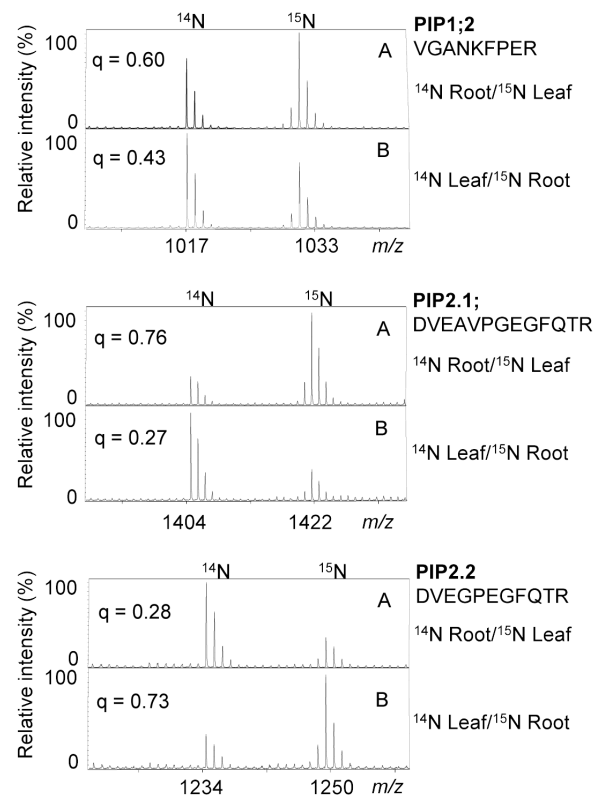 ¹⁴N ¹⁵N PIP1;2
VGANKFPER
100 A
q = 0.60
¹⁴N Root/¹⁵N Leaf
0
B
q = 0.43
¹⁴N Leaf/¹⁵N Root
0
Relative intensity (%)
1017 1033 m/z
¹⁴N ¹⁵N PIP2.1;
DVEAVPGEGFQTR
100 A
q = 0.76
¹⁴N Root/¹⁵N Leaf
0
100 B
q = 0.27
¹⁴N Leaf/¹⁵N Root
0
Relative intensity (%)
1404 1422 m/z
¹⁴N ¹⁵N PIP2.2
DVEGPEGFQTR
100 A
q = 0.28
¹⁴N Root/¹⁵N Leaf
0
100 B
q = 0.73
¹⁴N Leaf/¹⁵N Root
0
Relative intensity (%)
1234 1250 m/z